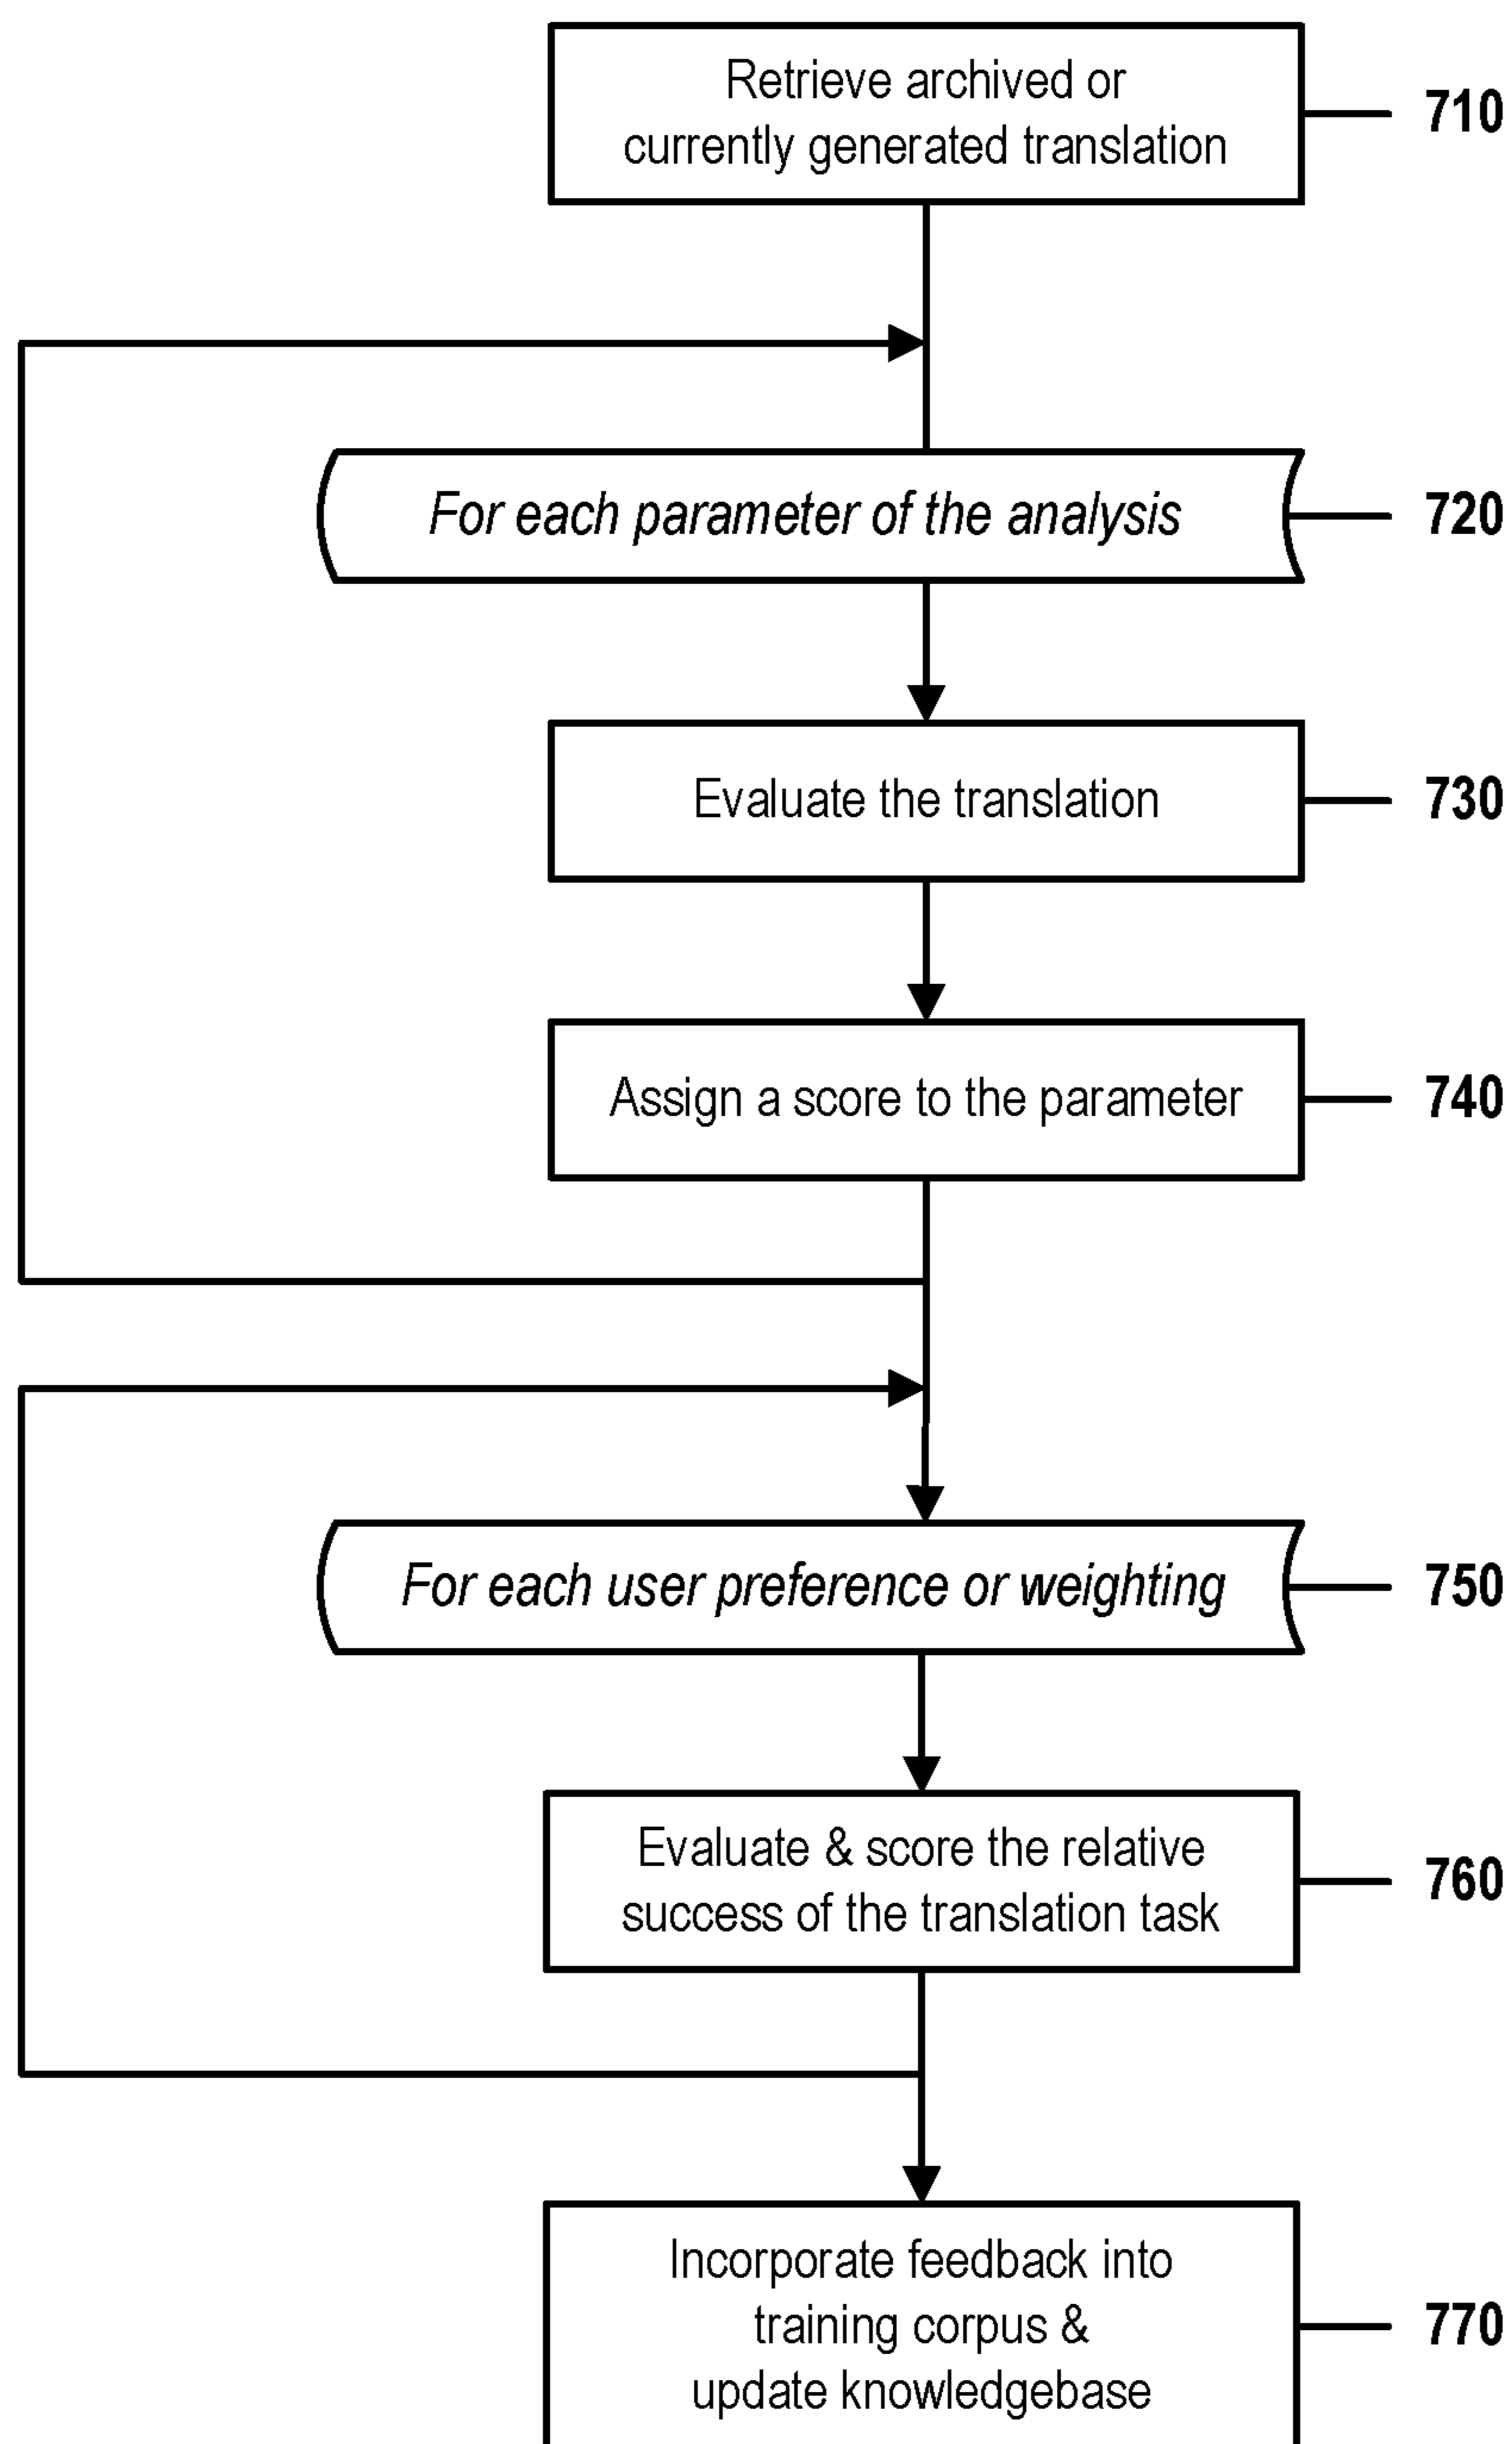 Retrieve archived or
currently generated translation
710
For each parameter of the analysis
720
Evaluate the translation
730
Assign a score to the parameter
740
For each user preference or weighting
750
Evaluate & score the relative
success of the translation task
760
Incorporate feedback into
training corpus &
update knowledgebase
770